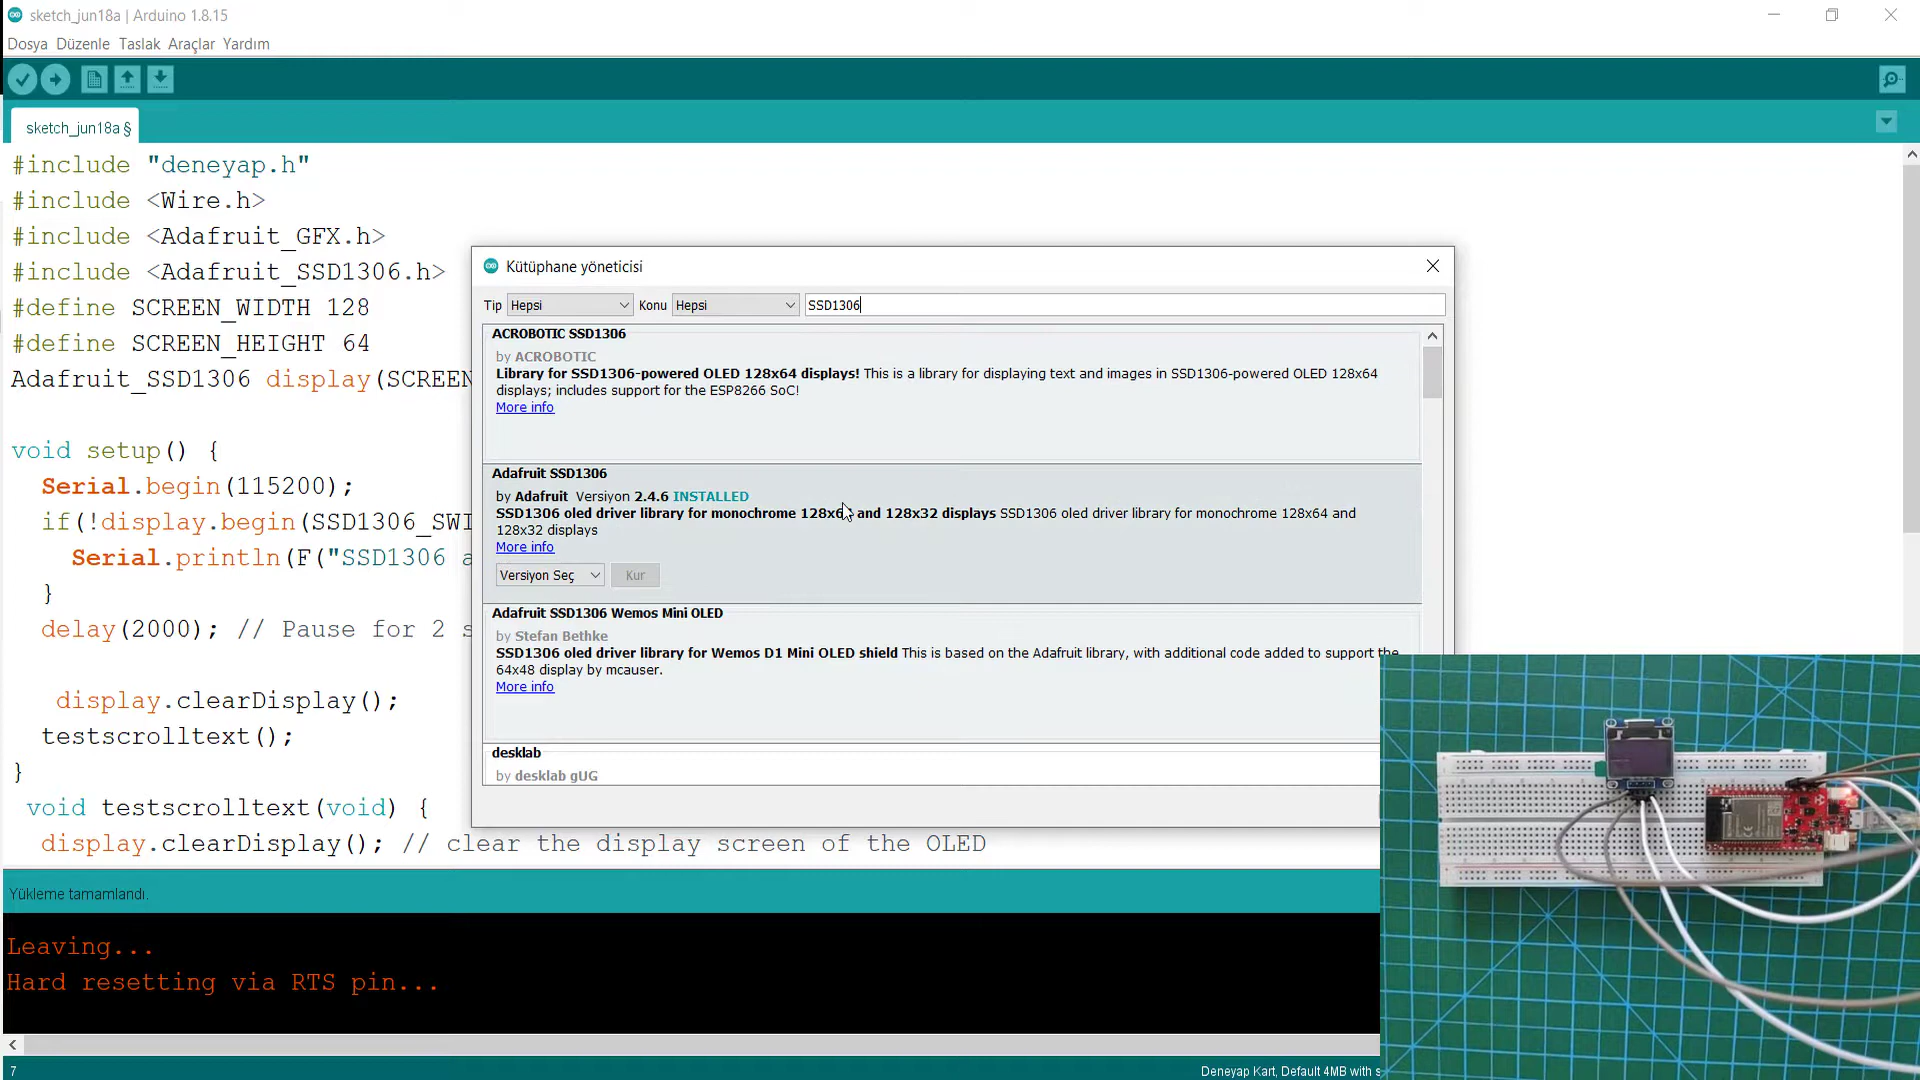 sketch_jun18a | Arduino 1.8.15
Dosya Düzenle Taslak Araçlar Yardım
sketch_jun18a §
#include "deneyap.h"
#include <Wire.h>
#include <Adafruit_GFX.h>
#include <Adafruit_SSD1306.h>
#define SCREEN_WIDTH 128
#define SCREEN_HEIGHT 64
Adafruit_SSD1306 display(SCREEN
void setup() {
Serial.begin(115200);
if(!display.begin(SSD1306_SWI
Serial.println(F("SSD1306 a
}
delay(2000); // Pause for 2 s
display.clearDisplay();
testscrolltext();
}
void testscrolltext(void) {
display.clearDisplay(); // clear the display screen of the OLED
Kütüphane yöneticisi
Tip Hepsi Konu Hepsi SSD1306
ACROBOTIC SSD1306
by ACROBOTIC
Library for SSD1306-powered OLED 128x64 displays! This is a library for displaying text and images in SSD1306-powered OLED 128x64
displays; includes support for the ESP8266 SoC!
More info
Adafruit SSD1306
by Adafruit Versiyon 2.4.6 INSTALLED
SSD1306 oled driver library for monochrome 128x64 and 128x32 displays SSD1306 oled driver library for monochrome 128x64 and
128x32 displays
More info
Versiyon Seç Kur
Adafruit SSD1306 Wemos Mini OLED
by Stefan Bethke
SSD1306 oled driver library for Wemos D1 Mini OLED shield This is based on the Adafruit library, with additional code added to support the
64x48 display by mcauser.
More info
desklab
by desklab gUG
Yükleme tamamlandı.
Leaving...
Hard resetting via RTS pin...
7
Deneyap Kart, Default 4MB with s